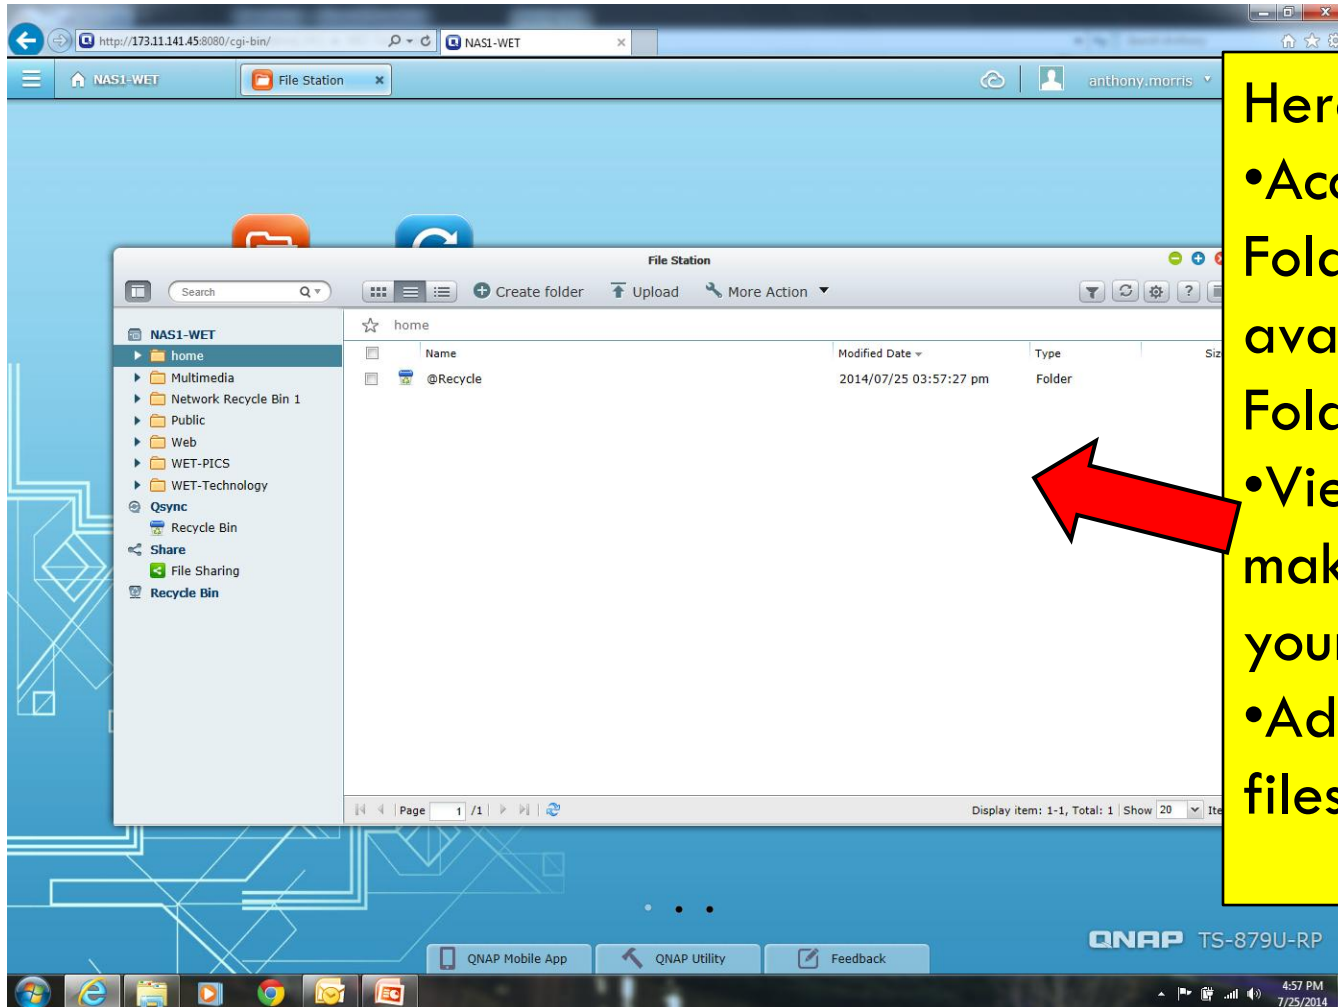 http://173.11.141.45:8080/cgi-bin/
NAS1-WET
NAS1-WET
File Station
anthony.morris
File Station
Search
Create folder
Upload
More Action
NAS1-WET
home
Multimedia
Network Recycle Bin 1
Public
Web
WET-PICS
WET-Technology
Qsync
Recycle Bin
Share
File Sharing
Recycle Bin
home
Name
Modified Date
Type
@Recycle
2014/07/25 03:57:27 pm
Folder
Page 1 /1
Display item: 1-1, Total: 1 Show 20
files
QNAP TS-879U-RP
QNAP Mobile App
QNAP Utility
Feedback
4:57 PM
7/25/2014